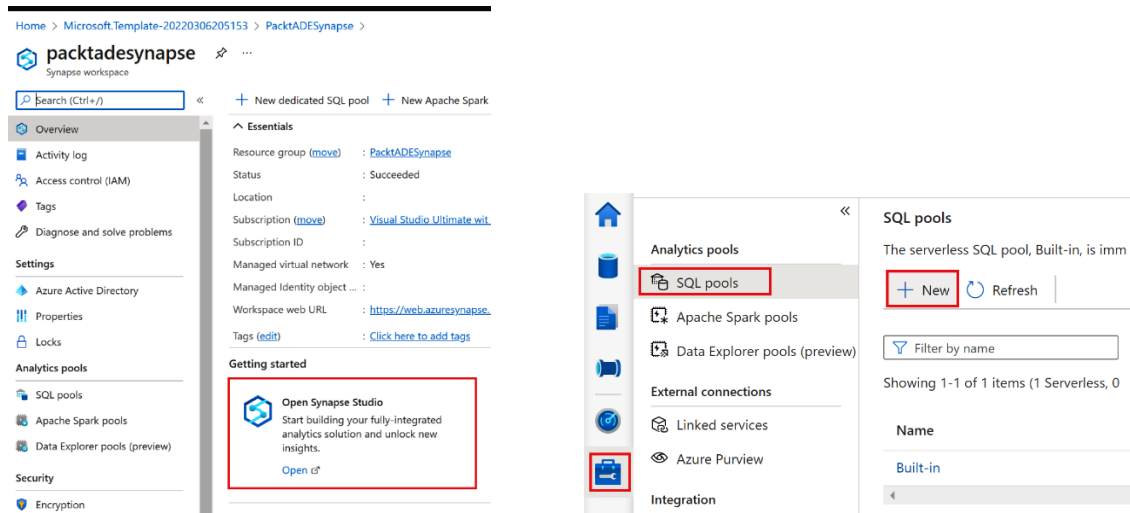 Home > Microsoft.Template-20220306205153 > PacktADESynapse >
packtadesynapse
Synapse workspace
Search (Ctrl+/)
«
+ New dedicated SQL pool + New Apache Spark
Overview
Activity log
Access control (IAM)
Tags
Diagnose and solve problems
Settings
Azure Active Directory
Properties
Locks
Analytics pools
SQL pools
Apache Spark pools
Data Explorer pools (preview)
Security
Encryption
Essentials
Resource group (move) : PacktADESynapse
Status : Succeeded
Location :
Subscription (move) : Visual Studio Ultimate wit
Subscription ID :
Managed virtual network : Yes
Managed Identity object ... :
Workspace web URL : https://web.azuresynapse.
Tags (edit) : Click here to add tags
Getting started
Open Synapse Studio
Start building your fully-integrated
analytics solution and unlock new
insights.
Open
«
Analytics pools
SQL pools
Apache Spark pools
Data Explorer pools (preview)
External connections
Linked services
Azure Purview
Integration
SQL pools
The serverless SQL pool, Built-in, is imm
+ New Refresh
Filter by name
Showing 1-1 of 1 items (1 Serverless, 0
Name
Built-in